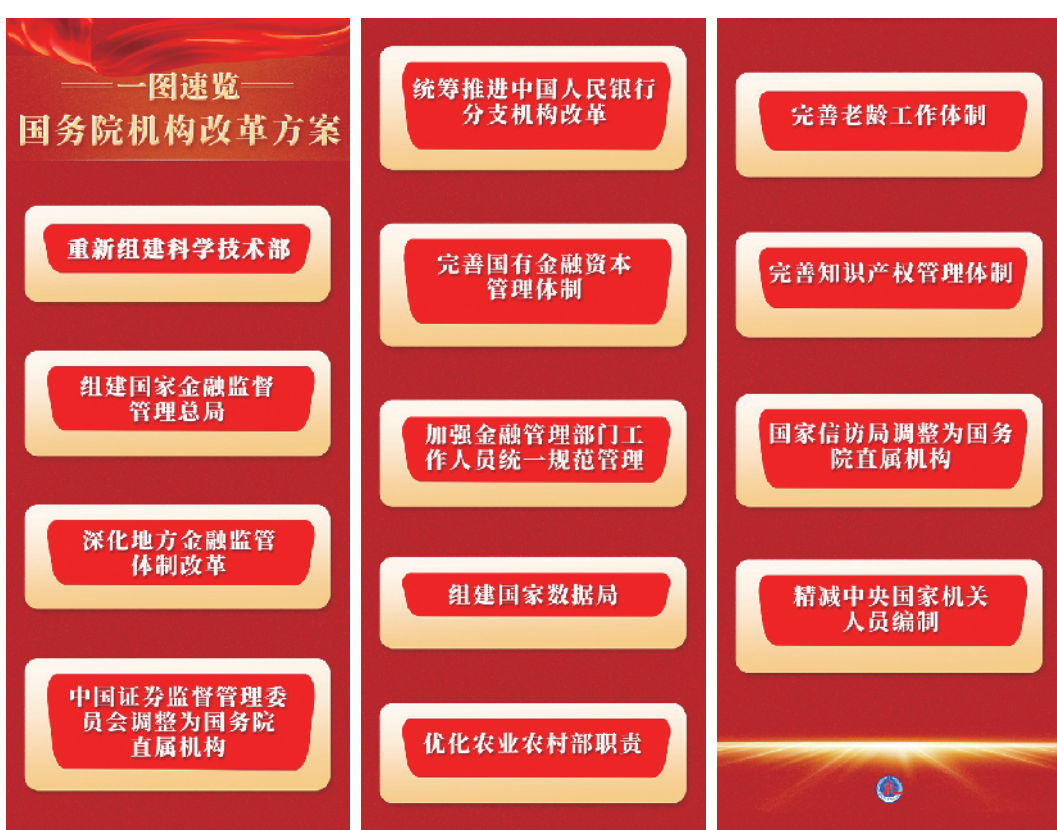 一图速览
国务院机构改革方案
重新组建科学技术部
组建国家金融监督
管理总局
深化地方金融监管
体制改革
中国证券监督管理委
员会调整为国务院
直属机构
统筹推进中国人民银行
分支机构改革
完善国有金融资本
管理体制
加强金融管理部门工
作人员统一规范管理
组建国家数据局
优化农业农村部职责
完善老龄工作体制
完善知识产权管理体制
国家信访局调整为国务
院直属机构
精减中央国家机关
人员编制